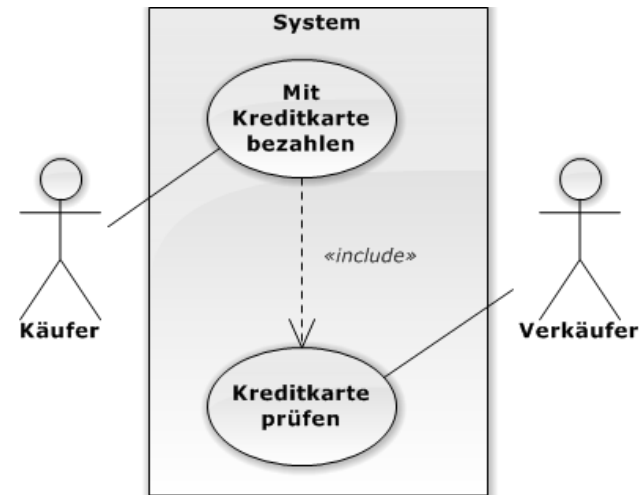 System
Mit
Kreditkarte
bezahlen
«include»
Käufer
Verkäufer
Kreditkarte
prüfen